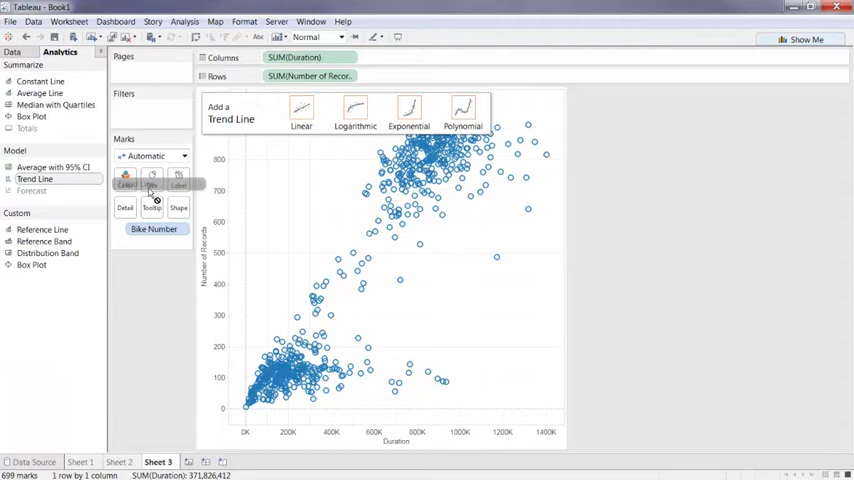 Tableau - Book1
File Data Worksheet Dashboard Story Analysis Map Format Server Window Help
Abc Normal Show Me
Data Analytics
Summarize
Constant Line
Average Line
Median with Quartiles
Box Plot
Totals
Model
Average with 95% CI
Trend Line
Forecast
Custom
Reference Line
Reference Band
Distribution Band
Box Plot
Pages
Filters
Marks
Automatic
Color Size Label
Detail Tooltip Shape
Bike Number
Columns SUM(Duration)
Rows SUM(Number of Recor..
Add a
Trend Line
Linear Logarithmic Exponential Polynomial
Number of Records
800
700
600
500
400
300
200
100
0
0K 200K 400K 600K 800K 1000K 1200K 1400K
Duration
Data Source Sheet 1 Sheet 2 Sheet 3
699 marks 1 row by 1 column SUM(Duration): 371,826,412